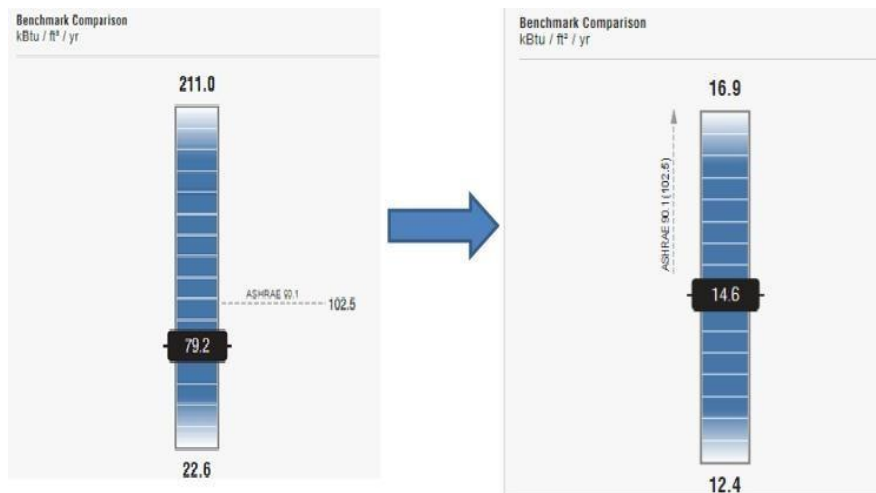 Benchmark Comparison
kBtu / ft² / yr
211.0
ASHRAE 90.1
102.5
79.2
22.6
Benchmark Comparison
kBtu / ft² / yr
16.9
ASHRAE 90.1 (102.5)
14.6
12.4